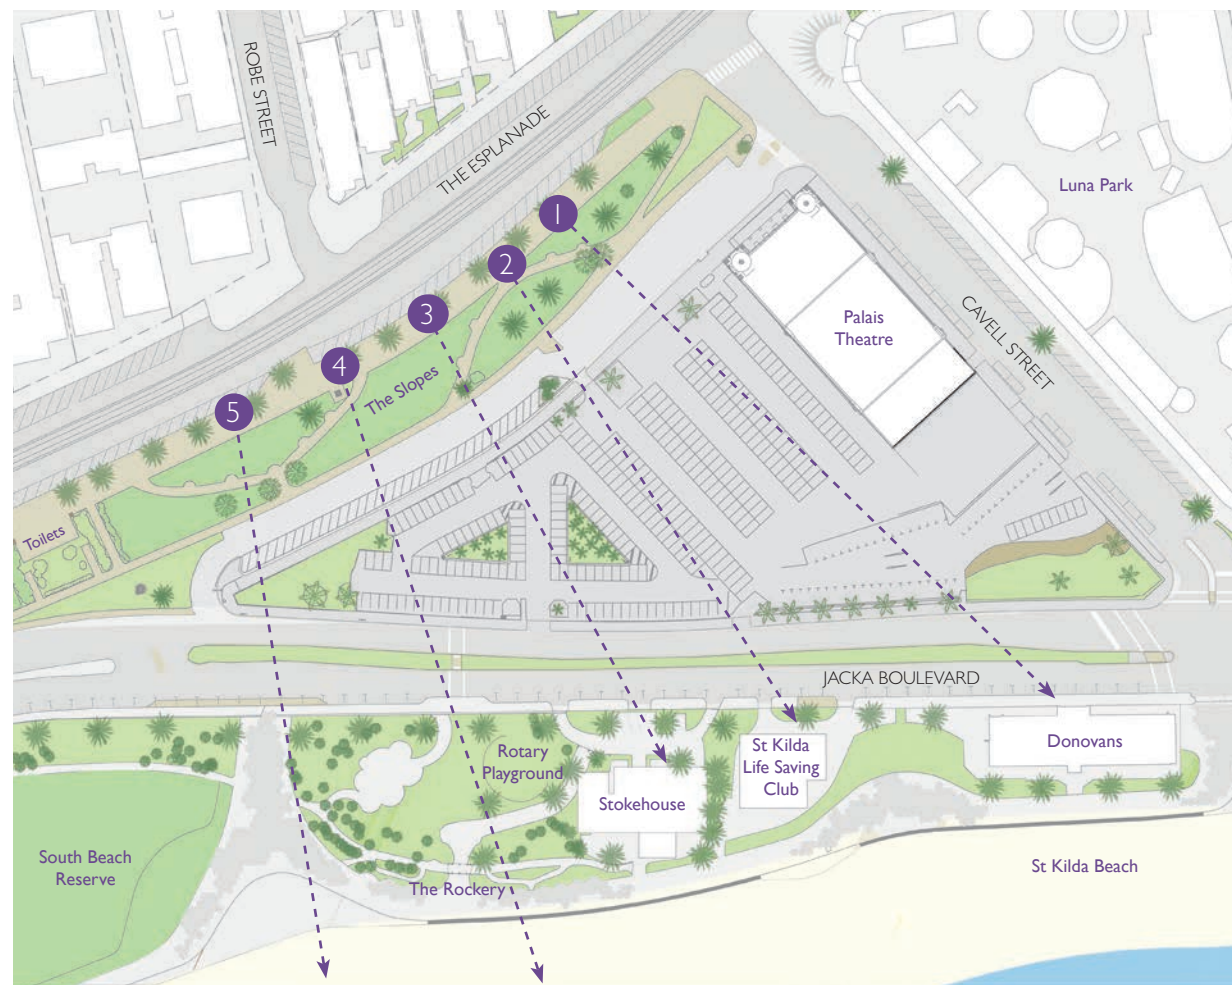 ROBE STREET
THE ESPLANADE
Luna Park
1
2
3
4
5
CAVELL STREET
Palais
Theatre
The Slopes
Toilets
JACKA BOULEVARD
Rotary
Playground
Stokehouse
St Kilda
Life Saving
Club
Donovans
South Beach
Reserve
The Rockery
St Kilda Beach